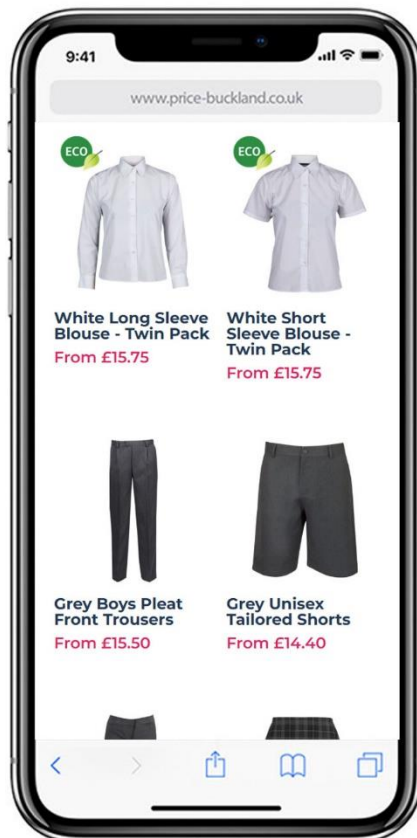 9:41
www.price-buckland.co.uk
ECO
ECO
White Long Sleeve
Blouse - Twin Pack
From £15.75
White Short
Sleeve Blouse -
Twin Pack
From £15.75
Grey Boys Pleat
Front Trousers
From £15.50
Grey Unisex
Tailored Shorts
From £14.40